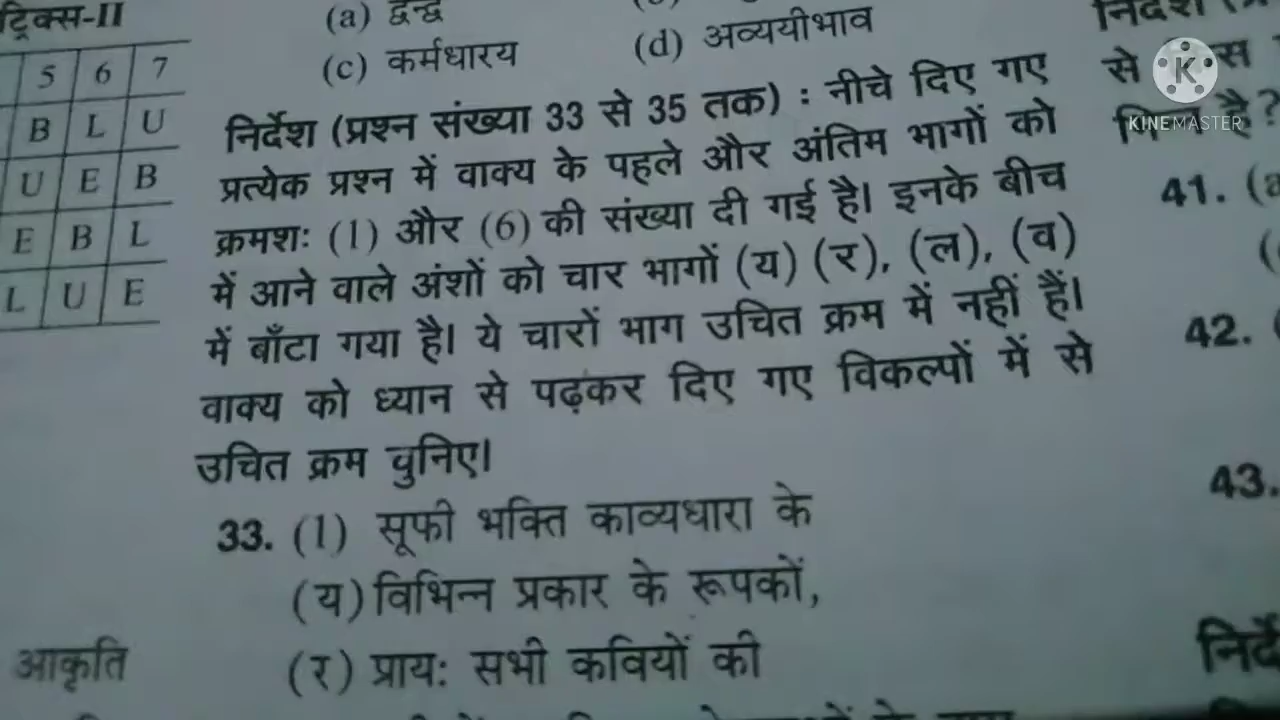 ट्रिक्स-II
5 6 7
B L U
U E B
E B L
L U E
आकृति
(a) द्वन्द्व
(c) कर्मधारय (d) अव्ययीभाव
निर्देश (प्रश्न संख्या 33 से 35 तक) : नीचे दिए गए
प्रत्येक प्रश्न में वाक्य के पहले और अंतिम भागों को
क्रमशः (1) और (6) की संख्या दी गई है। इनके बीच
में आने वाले अंशों को चार भागों (य) (र), (ल), (व)
में बाँटा गया है। ये चारों भाग उचित क्रम में नहीं हैं।
वाक्य को ध्यान से पढ़कर दिए गए विकल्पों में से
उचित क्रम चुनिए।
33. (1) सूफी भक्ति काव्यधारा के
(य) विभिन्न प्रकार के रूपकों,
(र) प्रायः सभी कवियों की
निर्देश
से
है?
41.
42.
43.
K
KINEMASTER